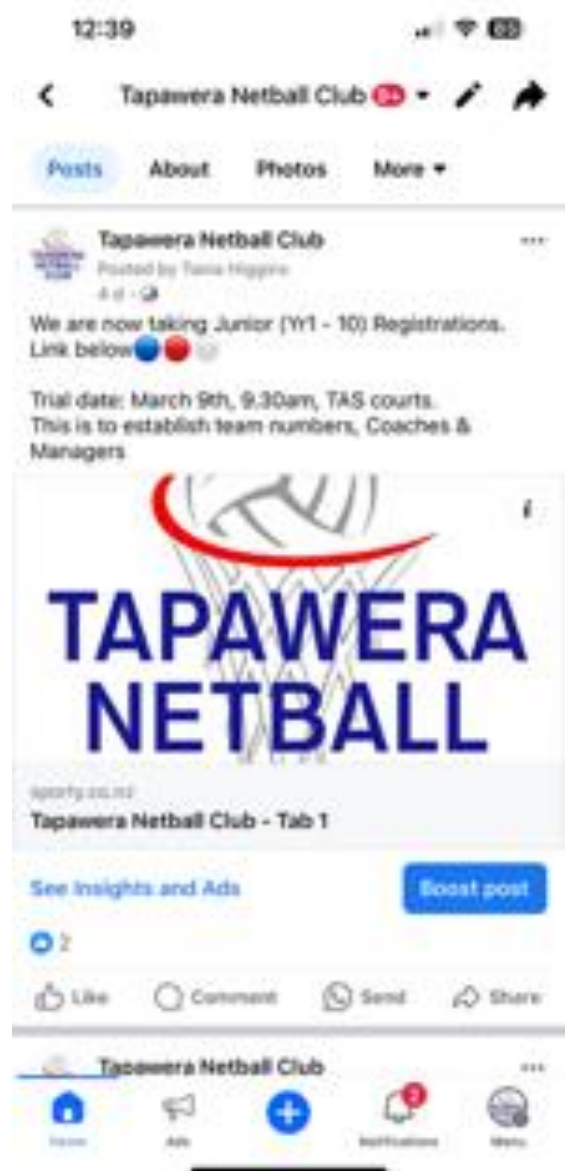 12:39
Tapawera Netball Club 9+
Posts About Photos More
Tapawera Netball Club
Posted by Tania Higgins
4 d
We are now taking Junior (Yr1 - 10) Registrations.
Link below
Trial date: March 9th, 9.30am, TAS courts.
This is to establish team numbers, Coaches &
Managers
i
TAPAWERA
NETBALL
sporty.co.nz
Tapawera Netball Club - Tab 1
See Insights and Ads Boost post
2
Like Comment Send Share
Tapawera Netball Club
2
Home Ads Notifications Menu